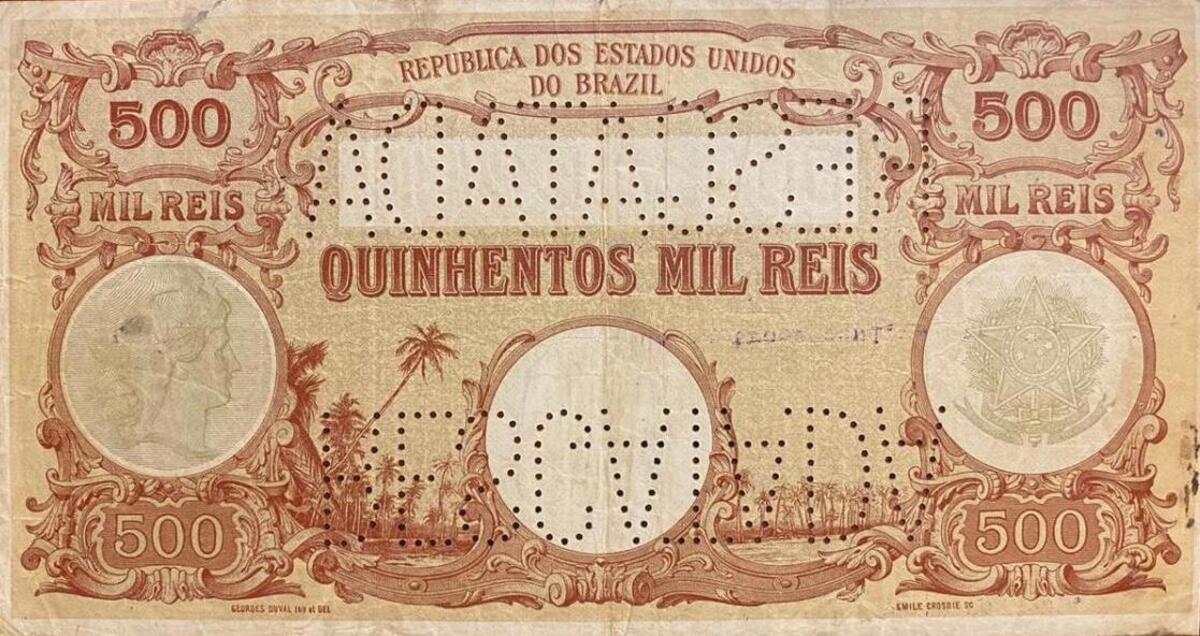 REPUBLICA DOS ESTADOS UNIDOS
DO BRAZIL
500
500
MIL REIS
MIL REIS
QUINHENTOS MIL REIS
500
500
GEORGES DUVAL INV et DEL
EMILE CROSBIE SC